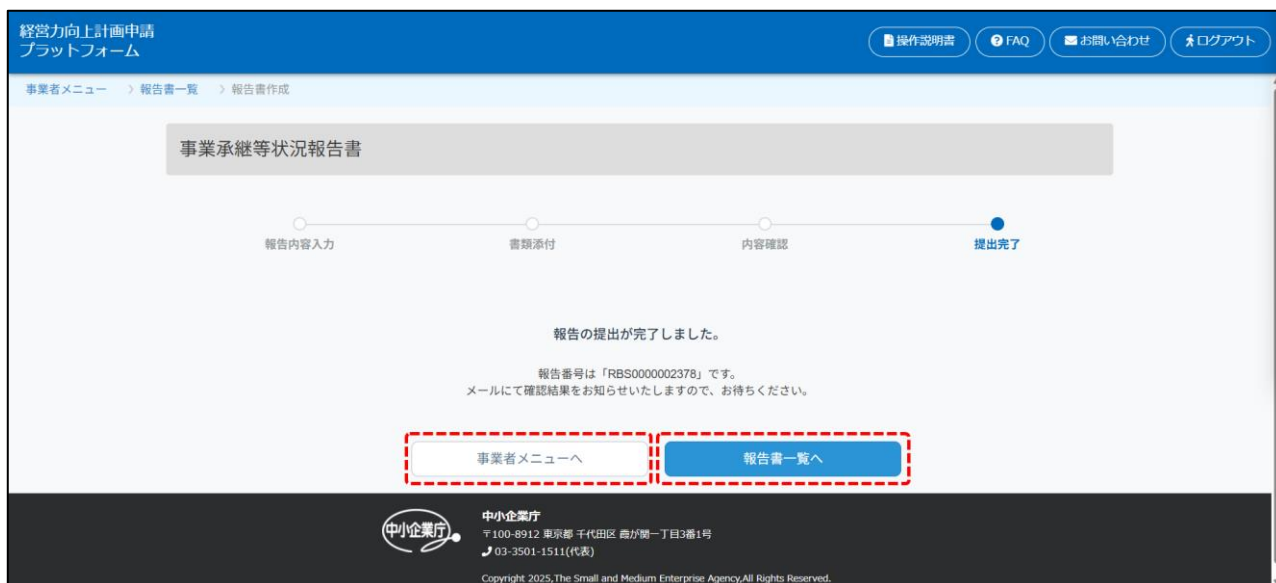 経営力向上計画申請
プラットフォーム
操作説明書
FAQ
お問い合わせ
ログアウト
事業者メニュー > 報告書一覧 > 報告書作成
事業承継等状況報告書
報告内容入力
書類添付
内容確認
提出完了
報告の提出が完了しました。
報告番号は「RBS0000002378」です。
メールにて確認結果をお知らせいたしますので、お待ちください。
事業者メニューへ
報告書一覧へ
中小企業庁
中小企業庁
〒100-8912 東京都 千代田区 霞が関一丁目3番1号
03-3501-1511(代表)
Copyright 2025,The Small and Medium Enterprise Agency,All Rights Reserved.